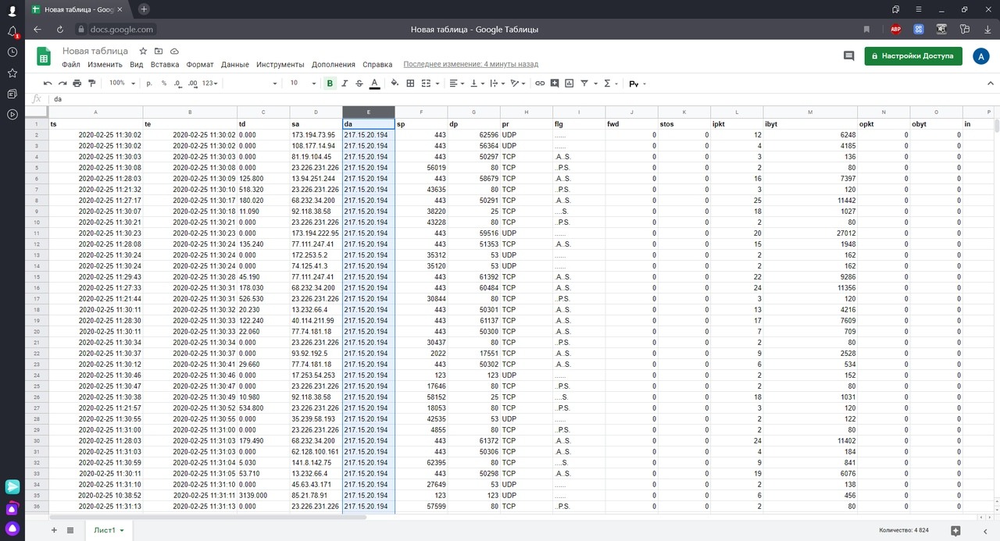 Новая таблица - Goog
docs.google.com
Новая таблица - Google Таблицы
ABP
1
Новая таблица
Файл Изменить Вид Вставка Формат Данные Инструменты Дополнения Справка Последнее изменение: 4 минуты назад
Настройки Доступа
A
100% р. % .0 .00 123 10 B I S A Σ
fx da
A B C D E F G H I J K L M N O P
1 ts te td sa da sp dp pr flg fwd stos ipkt ibyt opkt obyt in
2 2020-02-25 11:30:02 2020-02-25 11:30:02 0.000 173.194.73.95 217.15.20.194 443 62596 UDP ...... 0 0 12 6248 0 0
3 2020-02-25 11:30:02 2020-02-25 11:30:02 0.000 108.177.14.94 217.15.20.194 443 56364 UDP ...... 0 0 4 4185 0 0
4 2020-02-25 11:30:03 2020-02-25 11:30:03 0.000 81.19.104.45 217.15.20.194 443 50297 TCP .A..S. 0 0 3 136 0 0
5 2020-02-25 11:30:08 2020-02-25 11:30:08 0.000 23.226.231.226 217.15.20.194 56019 80 TCP ..P.S. 0 0 2 80 0 0
6 2020-02-25 11:28:03 2020-02-25 11:30:09 125.800 13.94.251.244 217.15.20.194 443 58679 TCP .A..S. 0 0 16 7397 0 0
7 2020-02-25 11:21:32 2020-02-25 11:30:10 518.320 23.226.231.226 217.15.20.194 43635 80 TCP ..P.S. 0 0 3 120 0 0
8 2020-02-25 11:27:17 2020-02-25 11:30:17 180.020 68.232.34.200 217.15.20.194 443 50291 TCP .A..S. 0 0 25 11442 0 0
9 2020-02-25 11:30:07 2020-02-25 11:30:18 11.090 92.118.38.58 217.15.20.194 38220 25 TCP ....S. 0 0 18 1027 0 0
10 2020-02-25 11:30:21 2020-02-25 11:30:21 0.000 23.226.231.226 217.15.20.194 43228 80 TCP ..P.S. 0 0 2 80 0 0
11 2020-02-25 11:30:23 2020-02-25 11:30:23 0.000 173.194.222.95 217.15.20.194 443 59516 UDP ...... 0 0 20 27012 0 0
12 2020-02-25 11:28:08 2020-02-25 11:30:24 135.240 77.111.247.41 217.15.20.194 443 51353 TCP .A..S. 0 0 15 1948 0 0
13 2020-02-25 11:30:24 2020-02-25 11:30:24 0.000 172.253.5.2 217.15.20.194 35312 53 UDP ...... 0 0 2 162 0 0
14 2020-02-25 11:30:24 2020-02-25 11:30:24 0.000 74.125.41.3 217.15.20.194 35120 53 UDP ...... 0 0 2 162 0 0
15 2020-02-25 11:29:43 2020-02-25 11:30:28 45.190 77.111.247.41 217.15.20.194 443 61392 TCP .A..S. 0 0 22 9286 0 0
16 2020-02-25 11:27:33 2020-02-25 11:30:31 178.030 68.232.34.200 217.15.20.194 443 60484 TCP .A..S. 0 0 24 11356 0 0
17 2020-02-25 11:21:44 2020-02-25 11:30:31 526.530 23.226.231.226 217.15.20.194 30844 80 TCP ..P.S. 0 0 3 120 0 0
18 2020-02-25 11:30:11 2020-02-25 11:30:32 20.230 13.232.66.4 217.15.20.194 443 50301 TCP .A..S. 0 0 13 4216 0 0
19 2020-02-25 11:28:30 2020-02-25 11:30:33 122.240 40.114.211.99 217.15.20.194 443 61137 TCP .A..S. 0 0 17 7609 0 0
20 2020-02-25 11:30:11 2020-02-25 11:30:33 22.060 77.74.181.18 217.15.20.194 443 50300 TCP .A..S. 0 0 7 709 0 0
21 2020-02-25 11:30:34 2020-02-25 11:30:34 0.000 23.226.231.226 217.15.20.194 30437 80 TCP ..P.S. 0 0 2 80 0 0
22 2020-02-25 11:30:37 2020-02-25 11:30:37 0.000 93.92.192.5 217.15.20.194 2022 17551 TCP .A..S. 0 0 9 2528 0 0
23 2020-02-25 11:30:12 2020-02-25 11:30:41 29.660 77.74.181.18 217.15.20.194 443 50302 TCP .A..S. 0 0 6 534 0 0
24 2020-02-25 11:30:46 2020-02-25 11:30:46 0.000 17.253.54.253 217.15.20.194 123 123 UDP ...... 0 0 2 152 0 0
25 2020-02-25 11:30:47 2020-02-25 11:30:47 0.000 23.226.231.226 217.15.20.194 17646 80 TCP ..P.S. 0 0 2 80 0 0
26 2020-02-25 11:30:38 2020-02-25 11:30:49 10.980 92.118.38.58 217.15.20.194 58152 25 TCP ....S. 0 0 18 1031 0 0
27 2020-02-25 11:21:57 2020-02-25 11:30:52 534.800 23.226.231.226 217.15.20.194 18053 80 TCP ..P.S. 0 0 3 120 0 0
28 2020-02-25 11:30:55 2020-02-25 11:30:55 0.000 35.239.58.193 217.15.20.194 42535 53 UDP ...... 0 0 2 122 0 0
29 2020-02-25 11:31:00 2020-02-25 11:31:00 0.000 23.226.231.226 217.15.20.194 4855 80 TCP ..P.S. 0 0 2 80 0 0
30 2020-02-25 11:28:03 2020-02-25 11:31:03 179.490 68.232.34.200 217.15.20.194 443 61372 TCP .A..S. 0 0 24 11402 0 0
31 2020-02-25 11:31:03 2020-02-25 11:31:03 0.000 62.128.100.161 217.15.20.194 443 50306 TCP .A..S. 0 0 4 184 0 0
32 2020-02-25 11:30:59 2020-02-25 11:31:04 5.030 141.8.142.75 217.15.20.194 62395 80 TCP ....S. 0 0 9 841 0 0
33 2020-02-25 11:30:11 2020-02-25 11:31:05 53.710 13.232.66.4 217.15.20.194 443 50298 TCP .A..S. 0 0 19 6076 0 0
34 2020-02-25 11:31:10 2020-02-25 11:31:10 0.000 45.63.43.171 217.15.20.194 27649 53 UDP ...... 0 0 2 138 0 0
35 2020-02-25 10:38:52 2020-02-25 11:31:11 3139.000 85.21.78.91 217.15.20.194 123 123 UDP ...... 0 0 6 456 0 0
36 2020-02-25 11:31:13 2020-02-25 11:31:13 0.000 23.226.231.226 217.15.20.194 57599 80 TCP ..P.S. 0 0 2 80 0 0
Лист1
Количество: 4 824